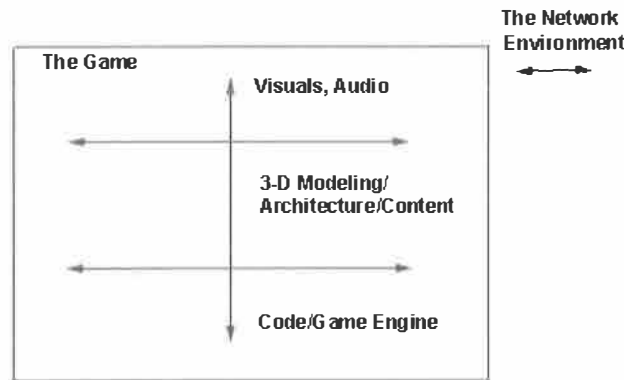 The Network
Environment
The Game
Visuals, Audio
3-D Modeling/
Architecture/Content
Code/Game Engine